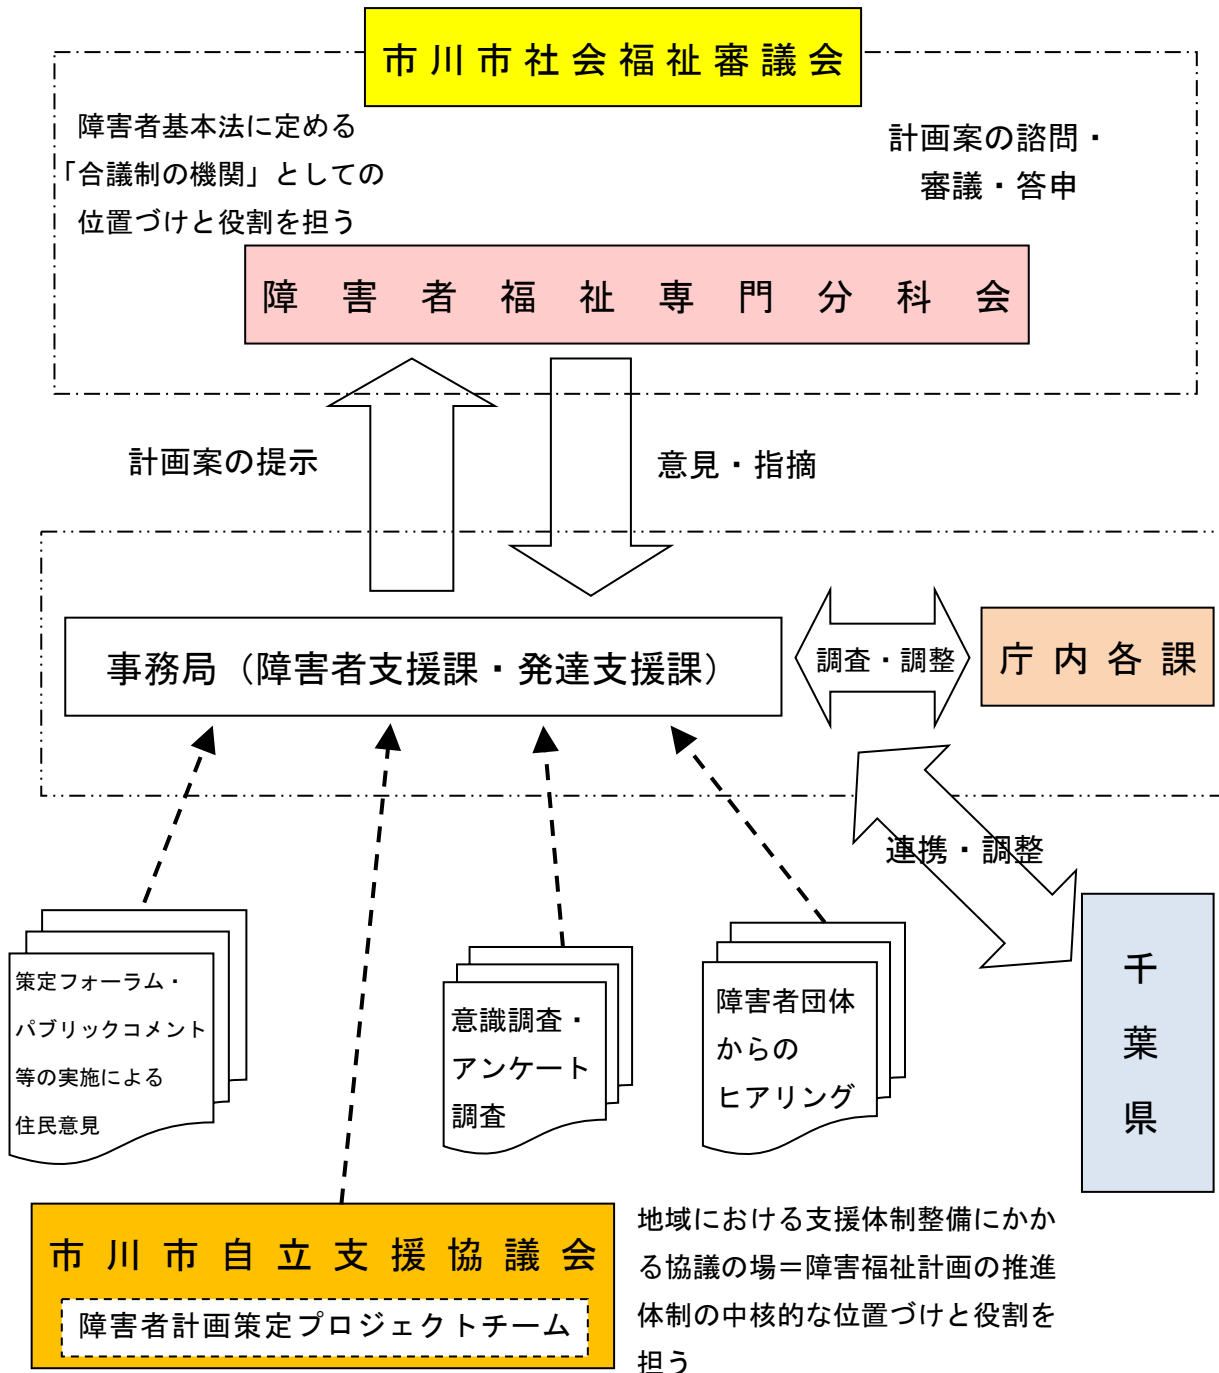 市川市社会福祉審議会
障害者基本法に定める
「合議制の機関」としての
位置づけと役割を担う
計画案の諮問・
審議・答申
障害者福祉専門分科会
計画案の提示
意見・指摘
事務局（障害者支援課・発達支援課）
調査・調整
庁内各課
連携・調整
千
葉
県
策定フォーラム・
パブリックコメント
等の実施による
住民意見
意識調査・
アンケート
調査
障害者団体
からの
ヒアリング
市川市自立支援協議会
障害者計画策定プロジェクトチーム
地域における支援体制整備にかか
る協議の場＝障害福祉計画の推進
体制の中核的な位置づけと役割を
担う